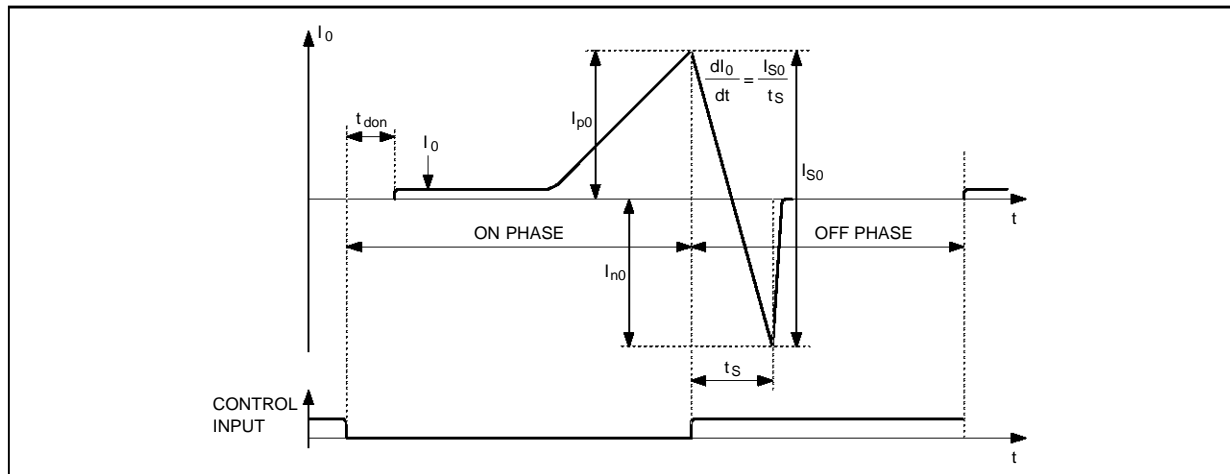 I0
dI0/dt = IS0/tS
tdon
Ip0
I0
IS0
t
ON PHASE
OFF PHASE
In0
tS
CONTROL
INPUT
t